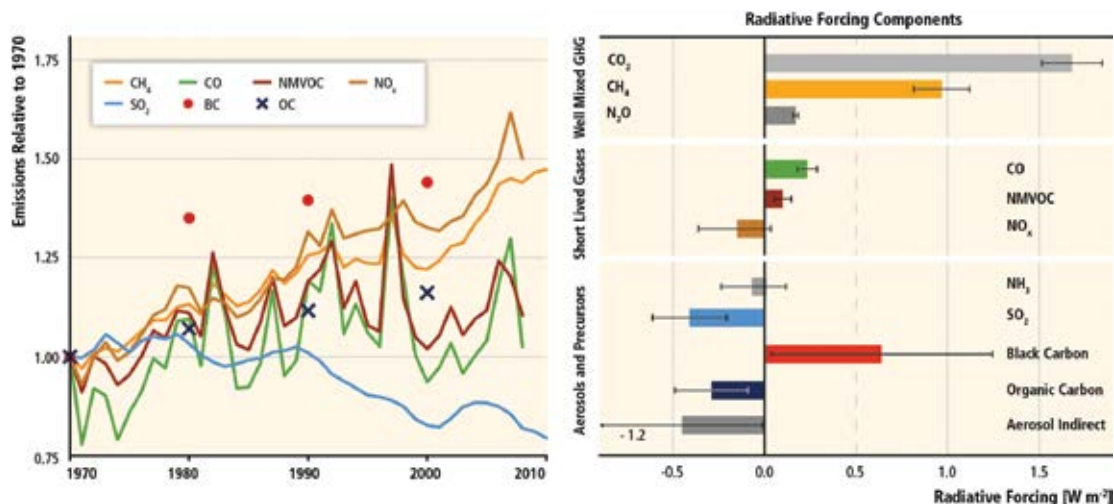 Emissions Relative to 1970
1.75
1.50
1.25
1.00
0.75
1970
1980
1990
2000
2010
CH₄ CO NMVOC NOₓ
SO₂ BC OC
Radiative Forcing Components
Well Mixed GHG
CO₂
CH₄
N₂O
Short Lived Gases
CO
NMVOC
NOₓ
Aerosols and Precursors
NH₃
SO₂
Black Carbon
Organic Carbon
Aerosol Indirect
- 1.2
-0.5
0.0
0.5
1.0
1.5
Radiative Forcing [W m⁻²]